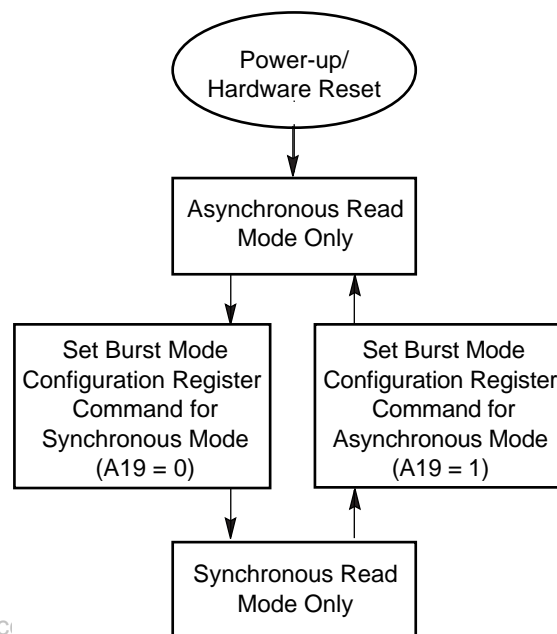 Power-up/
Hardware Reset
Asynchronous Read
Mode Only
Set Burst Mode
Configuration Register
Command for
Synchronous Mode
(A19 = 0)
Set Burst Mode
Configuration Register
Command for
Asynchronous Mode
(A19 = 1)
Synchronous Read
Mode Only